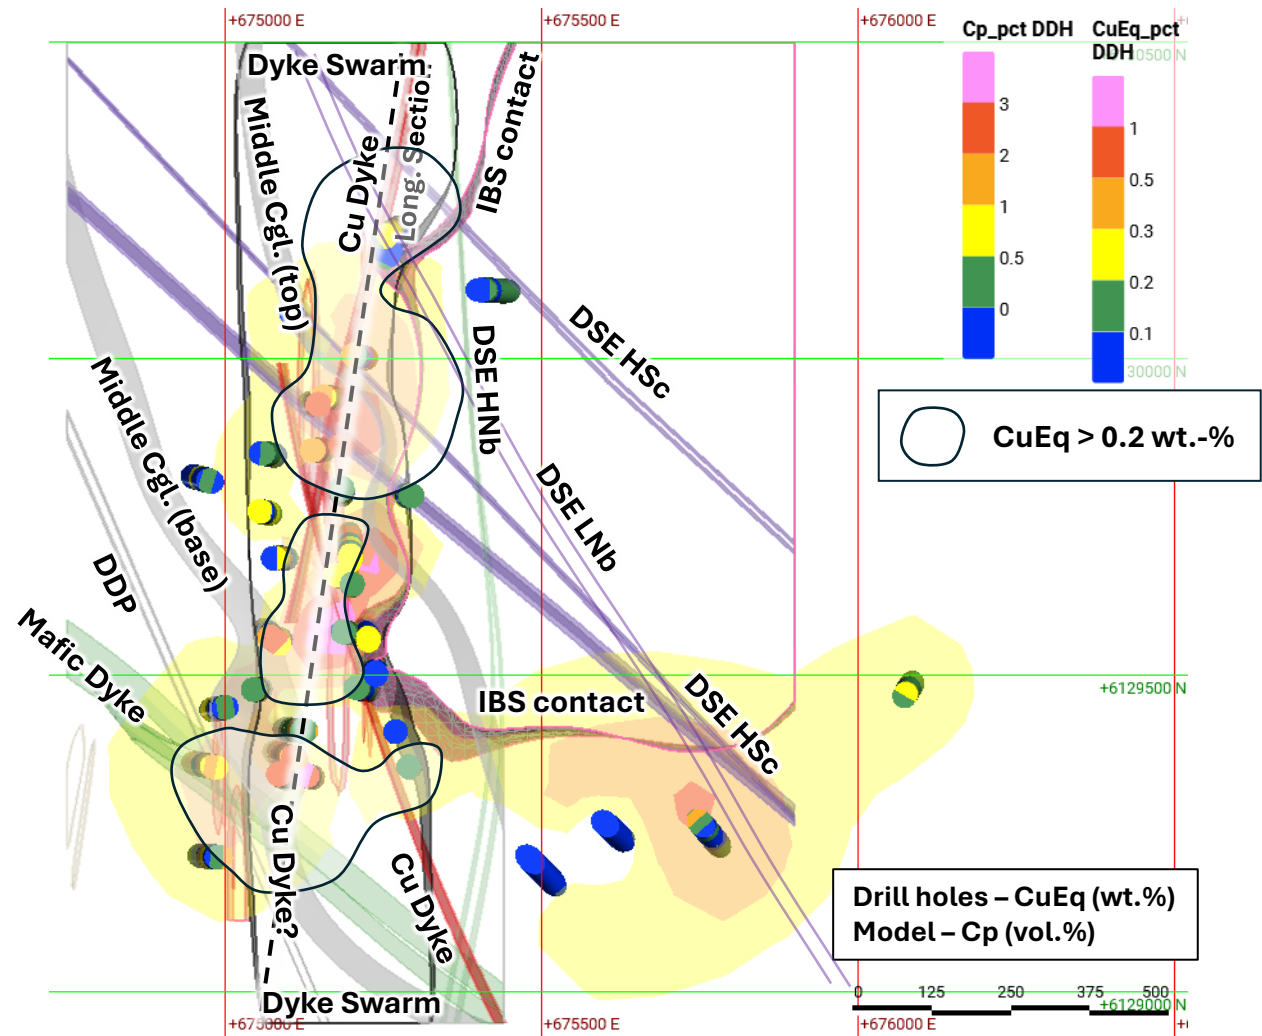 +675000 E
+675500 E
+676000 E
Cp_pct DDH
CuEq_pct
DDH
0500 N
3
2
1
0.5
0
1
0.5
0.3
0.2
0.1
30000 N
Dyke Swarm
Middle Cgl. (top)
Cu Dyke
Long. Section
IBS contact
DSE HSc
DSE HNb
CuEq > 0.2 wt.-%
Middle Cgl. (base)
DSE LNb
DDP
Mafic Dyke
IBS contact
DSE HSc
+6129500 N
Cu Dyke?
Cu Dyke
Drill holes – CuEq (wt.%)
Model – Cp (vol.%)
Dyke Swarm
0 125 250 375 500
+6129000 N
+675000 E
+675500 E
+676000 E